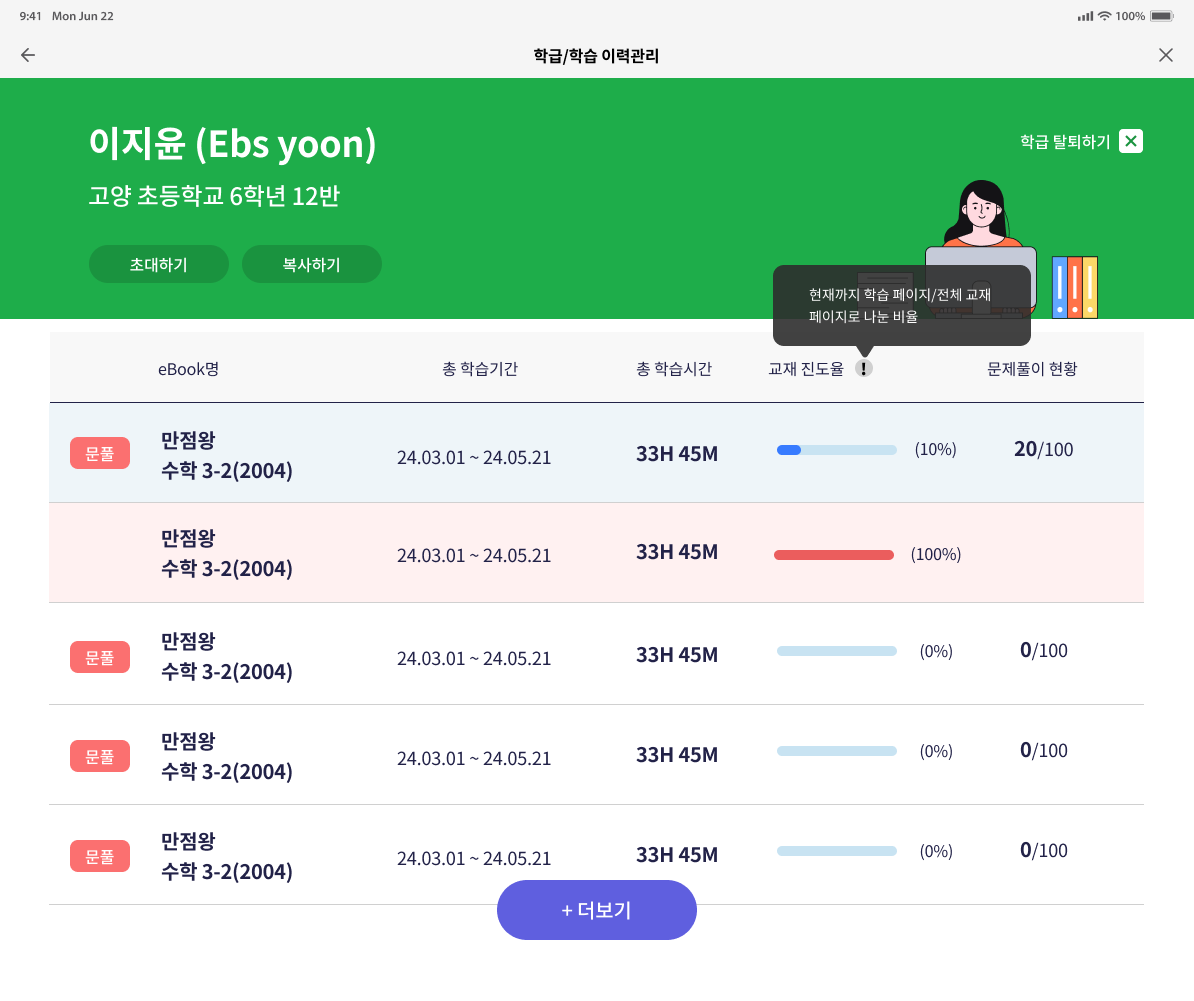 9:41 Mon Jun 22
100%
학급/학습 이력관리
이지윤 (Ebs yoon)
학급 탈퇴하기
고양 초등학교 6학년 12반
초대하기
복사하기
현재까지 학습 페이지/전체 교재
페이지로 나눈 비율
eBook명 총 학습기간 총 학습시간 교재 진도율 ! 문제풀이 현황
문풀
만점왕
수학 3-2(2004)
24.03.01 ~ 24.05.21
33H 45M
(10%)
20/100
만점왕
수학 3-2(2004)
24.03.01 ~ 24.05.21
33H 45M
(100%)
문풀
만점왕
수학 3-2(2004)
24.03.01 ~ 24.05.21
33H 45M
(0%)
0/100
문풀
만점왕
수학 3-2(2004)
24.03.01 ~ 24.05.21
33H 45M
(0%)
0/100
문풀
만점왕
수학 3-2(2004)
24.03.01 ~ 24.05.21
33H 45M
(0%)
0/100
+ 더보기